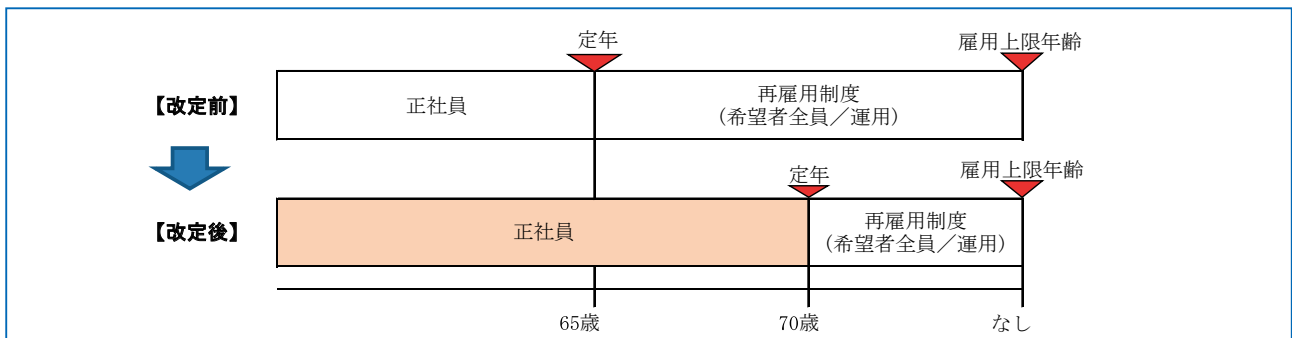 定年
雇用上限年齢
【改定前】
正社員
再雇用制度
(希望者全員／運用)
定年
雇用上限年齢
【改定後】
正社員
再雇用制度
(希望者全員／運用)
65歳
70歳
なし